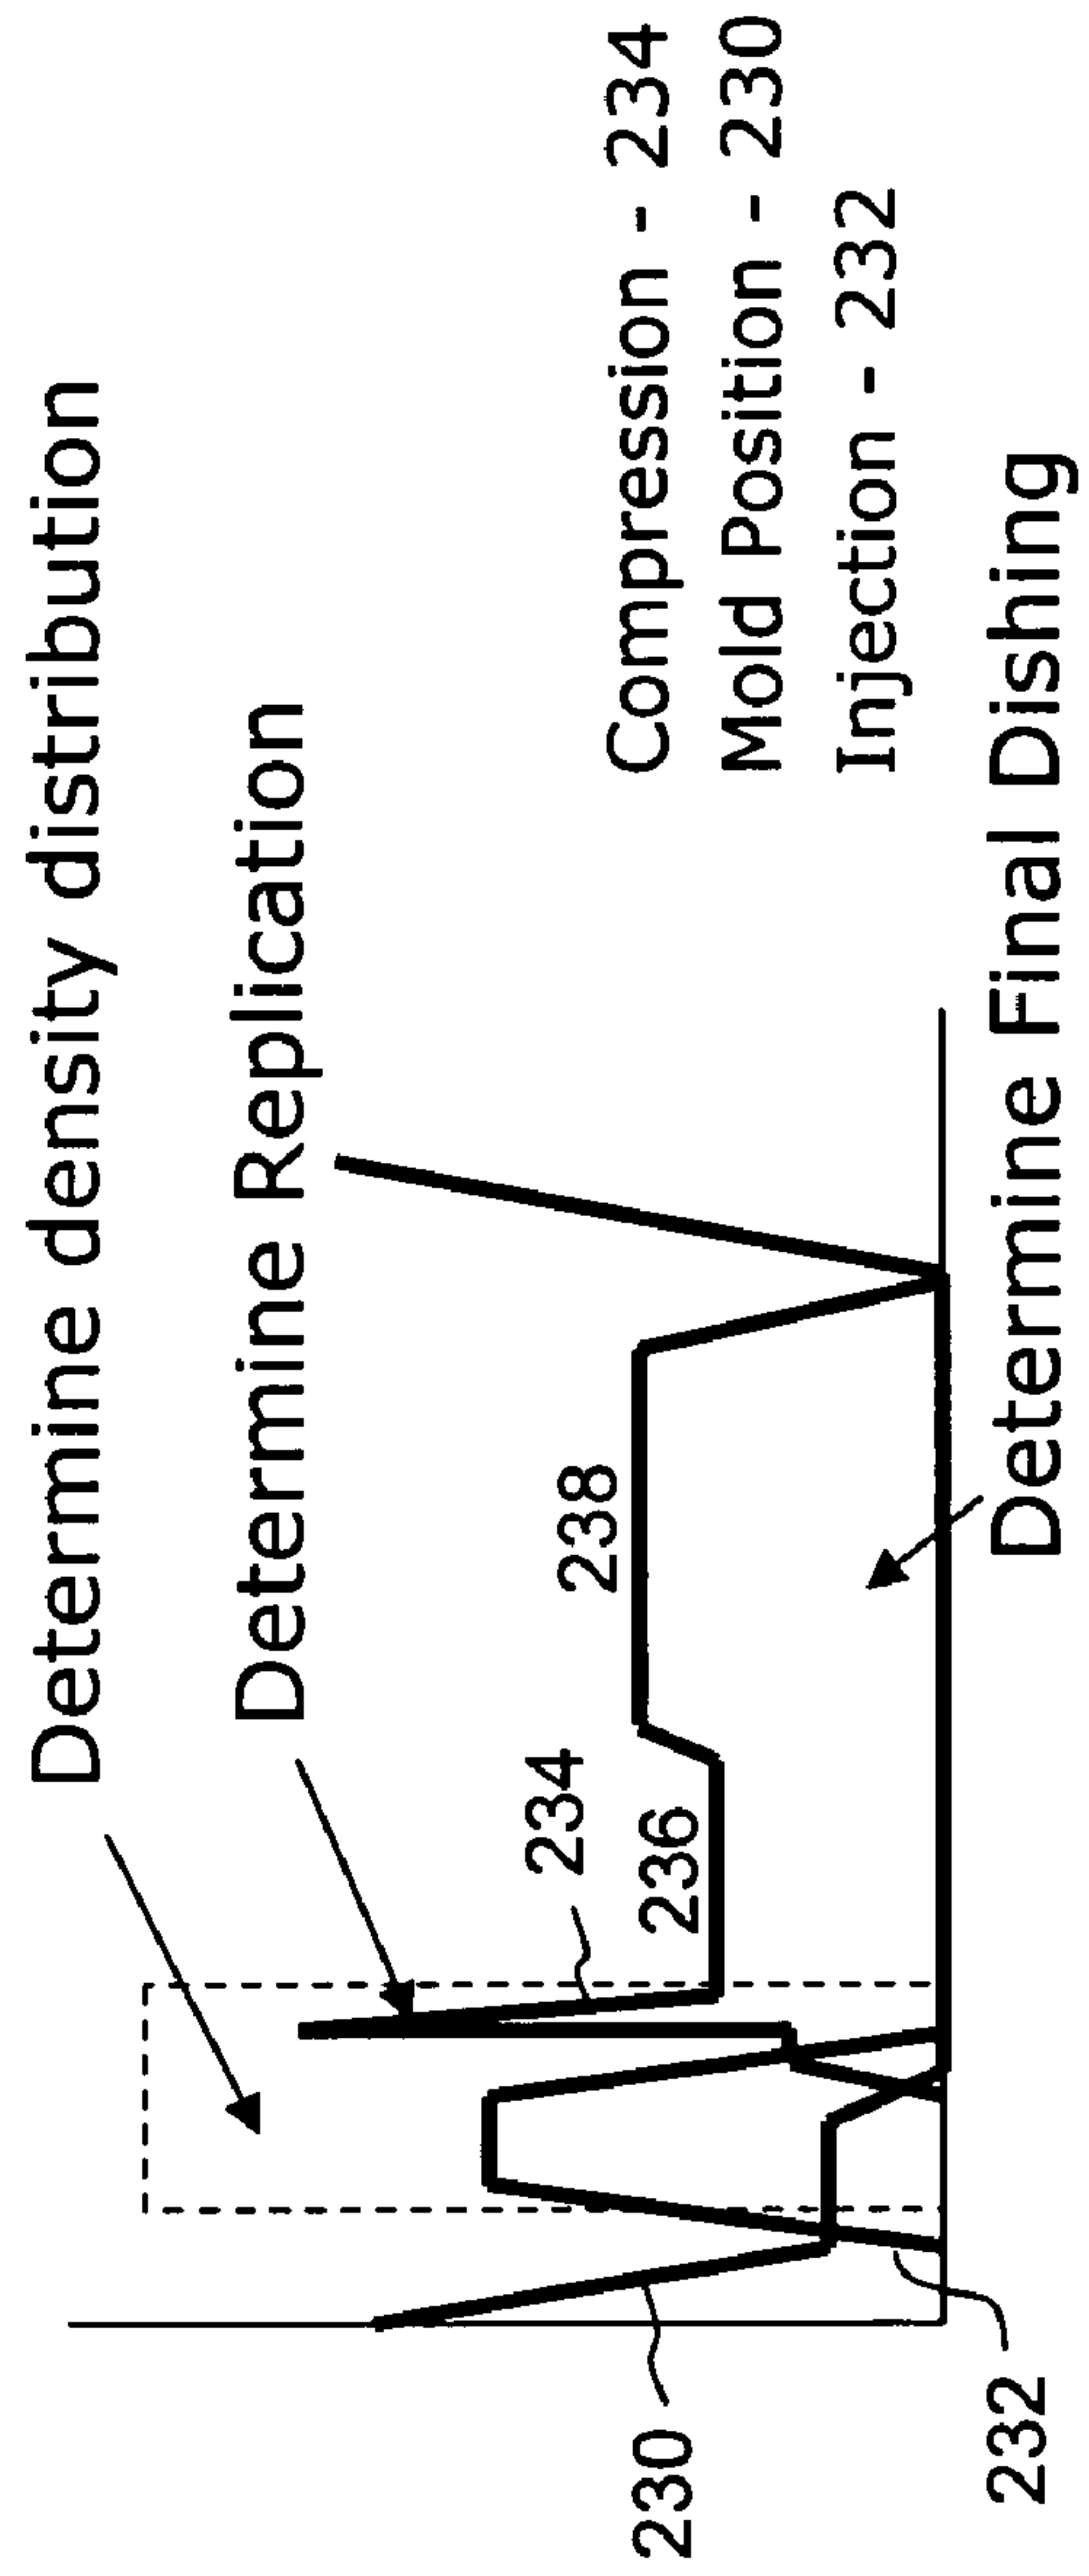 Determine density distribution
Determine Replication
234
238
236
Compression - 234
Mold Position - 230
Injection - 232
230
232
Determine Final Dishing